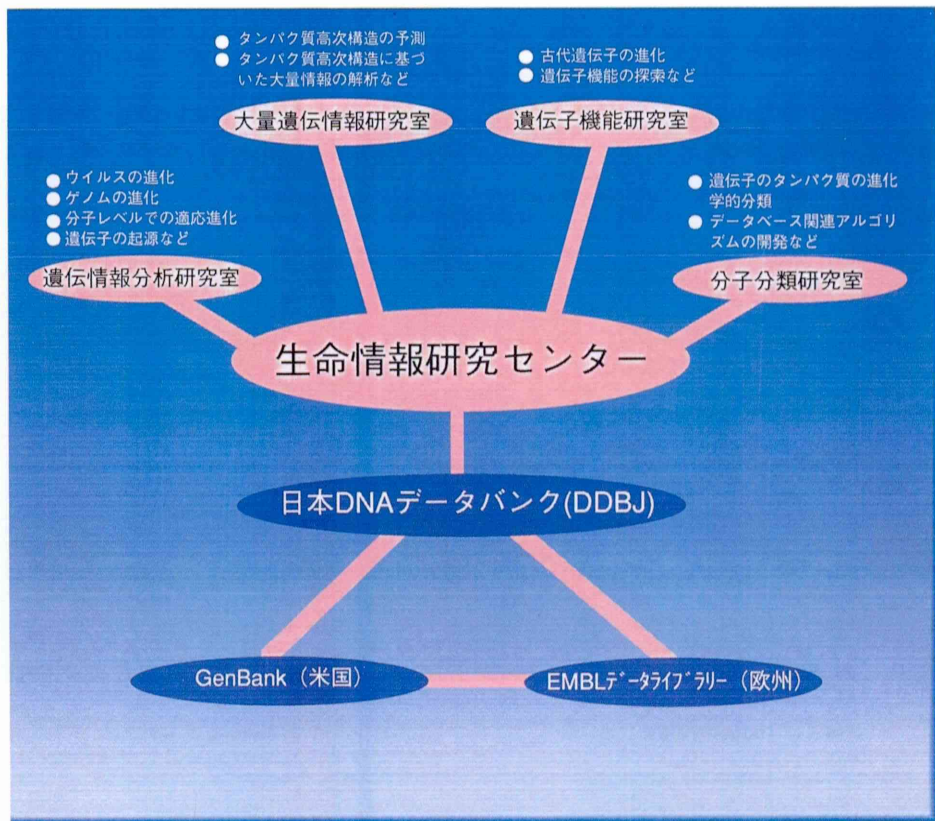 ● タンパク質高次構造の予測
● タンパク質高次構造に基づ
いた大量情報の解析など
大量遺伝情報研究室
● 古代遺伝子の進化
● 遺伝子機能の探索など
遺伝子機能研究室
● ウイルスの進化
● ゲノムの進化
● 分子レベルでの適応進化
● 遺伝子の起源など
遺伝情報分析研究室
● 遺伝子のタンパク質の進化
学的分類
● データベース関連アルゴリ
ズムの開発など
分子分類研究室
生命情報研究センター
日本DNAデータバンク(DDBJ)
GenBank（米国）
EMBLデータライブラリー（欧州）